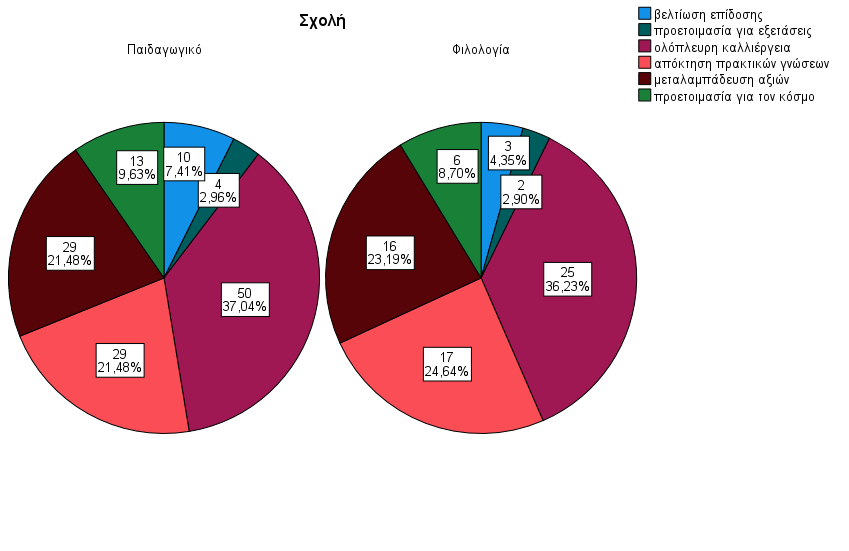 Σχολή
Παιδαγωγικό
Φιλολογία
βελτίωση επίδοσης
προετοιμασία για εξετάσεις
ολόπλευρη καλλιέργεια
απόκτηση πρακτικών γνώσεων
μεταλαμπάδευση αξιών
προετοιμασία για τον κόσμο
10
7,41%
4
2,96%
50
37,04%
29
21,48%
29
21,48%
13
9,63%
3
4,35%
2
2,90%
25
36,23%
17
24,64%
16
23,19%
6
8,70%